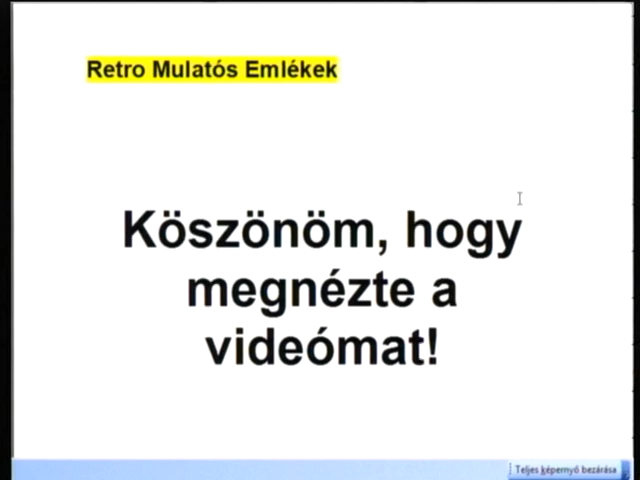 Retro Mulatós Emlékek
Köszönöm, hogy
megnézte a
videómat!
Teljes képernyő bezárása